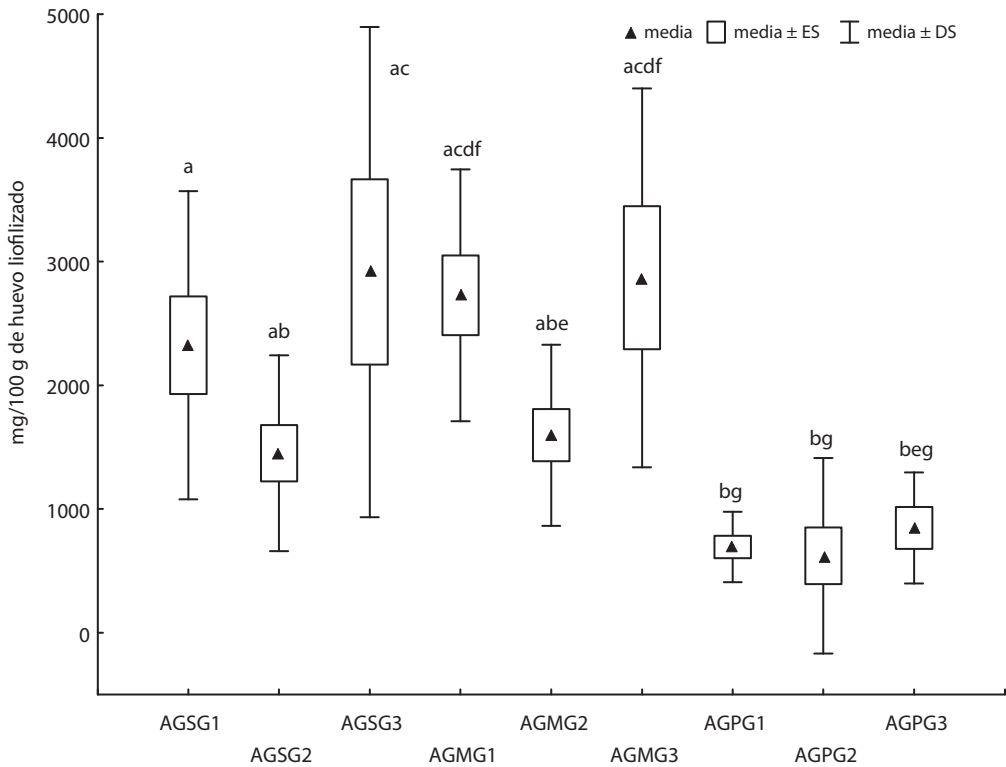 5000
4000
3000
2000
1000
0
mg/100 g de huevo liofilizado
media
media ± ES
media ± DS
a
ab
ac
acdf
abe
acdf
bg
bg
beg
AGSG1
AGSG2
AGSG3
AGMG1
AGMG2
AGMG3
AGPG1
AGPG2
AGPG3